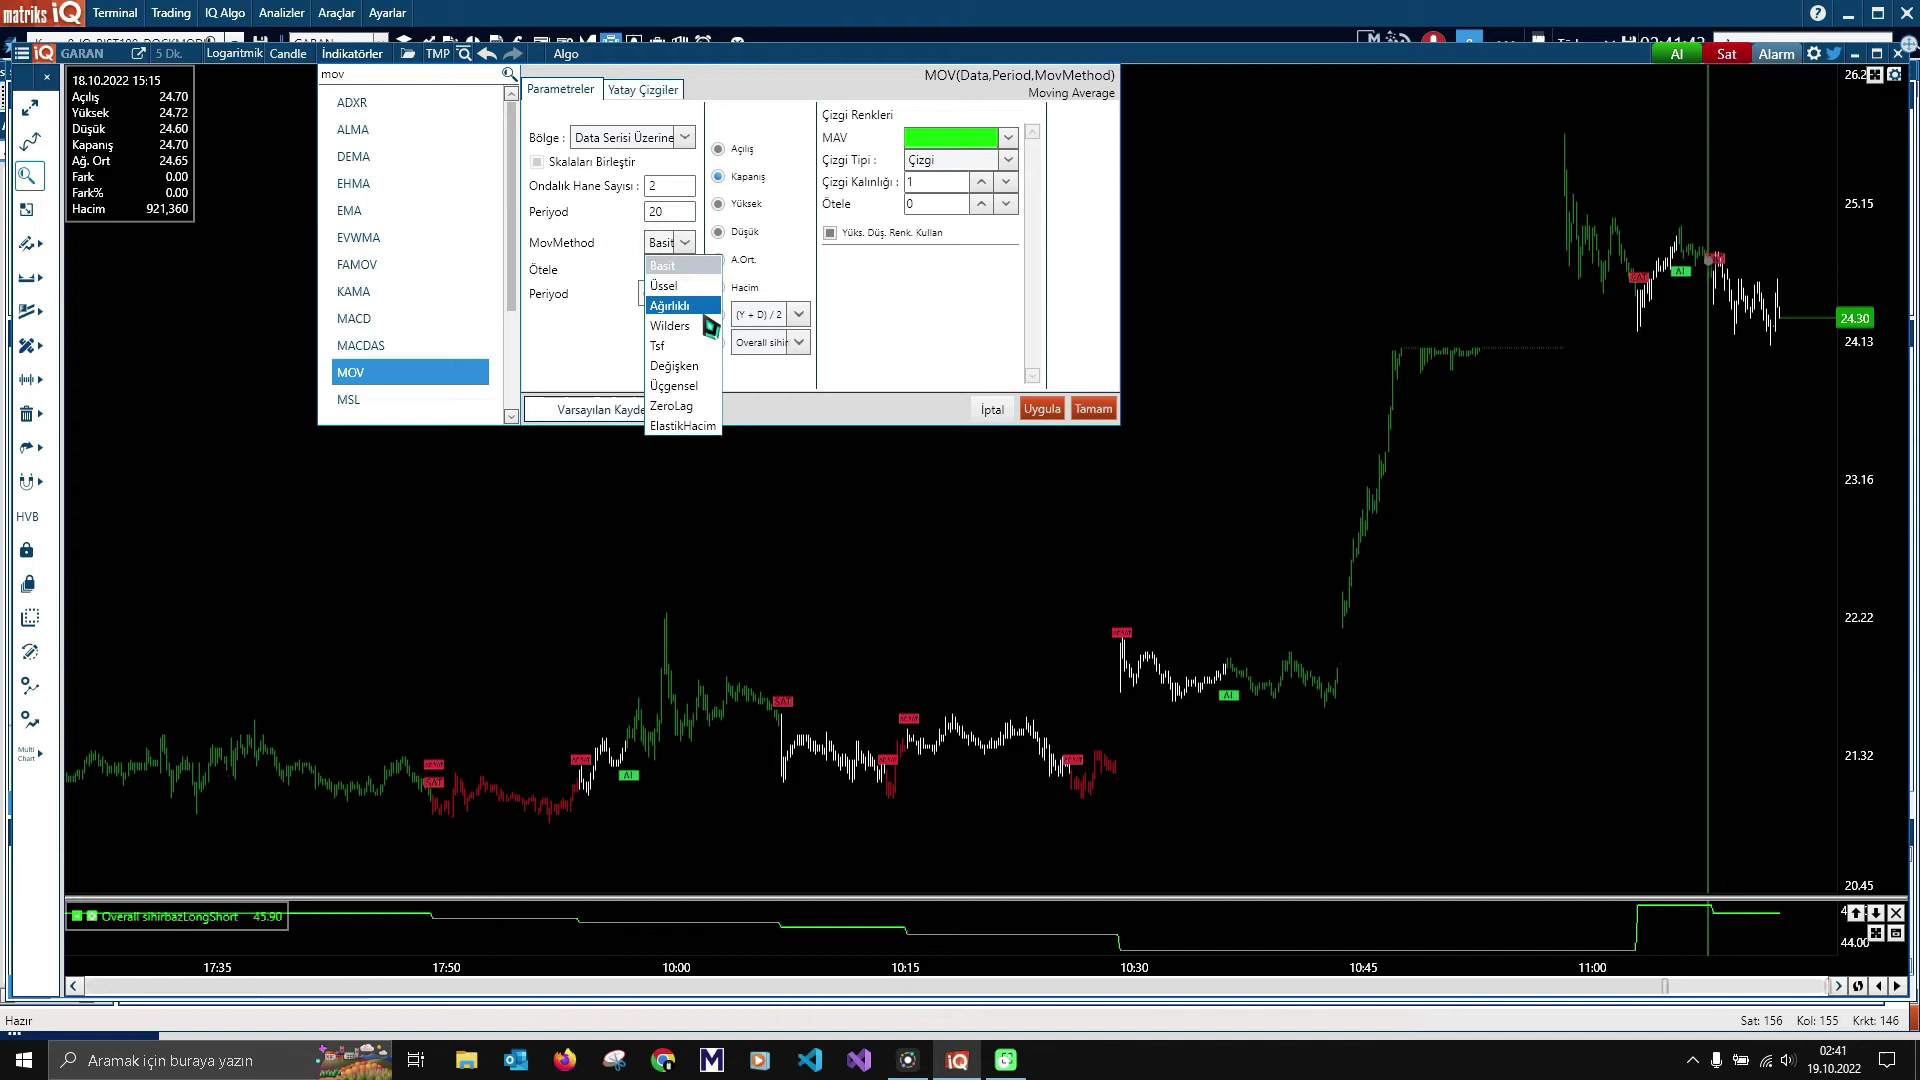 matriks iQ Terminal Trading IQ Algo Analizler Araçlar Ayarlar
iQ GARAN 5 Dk. Logaritmik Candle İndikatörler TMP Algo Al Sat Alarm
18.10.2022 15:15
Açılış 24.70
Yüksek 24.72
Düşük 24.60
Kapanış 24.70
Ağ. Ort 24.65
Fark 0.00
Fark% 0.00
Hacim 921,360
HVB
Multi
Chart
mov
ADXR
ALMA
DEMA
EHMA
EMA
EVWMA
FAMOV
KAMA
MACD
MACDAS
MOV
MSL
Parametreler Yatay Çizgiler
MOV(Data,Period,MovMethod)
Moving Average
Bölge : Data Serisi Üzerine
Skalaları Birleştir
Ondalık Hane Sayısı : 2
Periyod 20
MovMethod Basit
Ötele
Periyod
Basit
Üssel
Ağırlıklı
Wilders
Tsf
Değişken
Üçgensel
ZeroLag
ElastikHacim
Açılış
Kapanış
Yüksek
Düşük
A.Ort.
Hacim
(Y + D) / 2
Overall sihir
Çizgi Renkleri
MAV
Çizgi Tipi : Çizgi
Çizgi Kalınlığı : 1
Ötele 0
Yüks. Düş. Renk. Kullan
Varsayılan Kayde
İptal Uygula Tamam
25.15
24.30
24.13
23.16
22.22
21.32
20.45
SAT
Al
SAT
Al
SAT
Al
Overall sihirbazLongShort 45.90
44.00
17:35 17:50 10:00 10:15 10:30 10:45 11:00
Hazır
Sat: 156 Kol: 155 Krkt: 146
Aramak için buraya yazın
02:41
19.10.2022